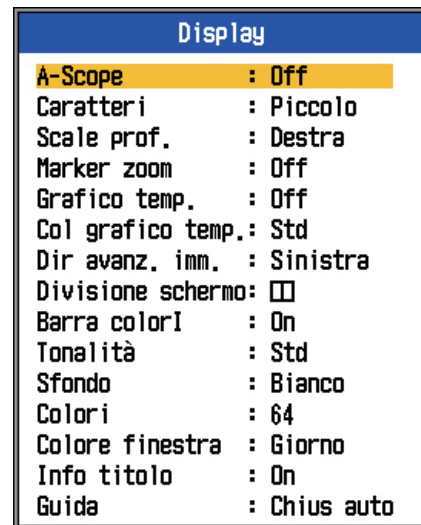 Display
A-Scope : Off
Caratteri : Piccolo
Scale prof. : Destra
Marker zoom : Off
Grafico temp. : Off
Col grafico temp.: Std
Dir avanz. imm. : Sinistra
Divisione schermo:
Barra colorI : On
Tonalità : Std
Sfondo : Bianco
Colori : 64
Colore finestra : Giorno
Info titolo : On
Guida : Chius auto